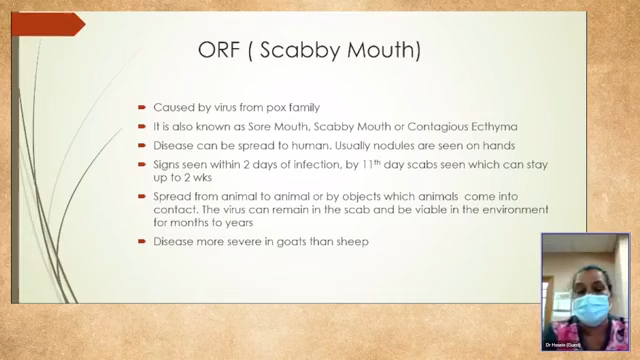 ORF ( Scabby Mouth)
Caused by virus from pox family
It is also known as Sore Mouth, Scabby Mouth or Contagious Ecthyma
Disease can be spread to human. Usually nodules are seen on hands
Signs seen within 2 days of infection, by 11th day scabs seen which can stay
up to 2 wks
Spread from animal to animal or by objects which animals come into
contact. The virus can remain in the scab and be viable in the environment
for months to years
Disease more severe in goats than sheep
Dr Hosein (Guest)